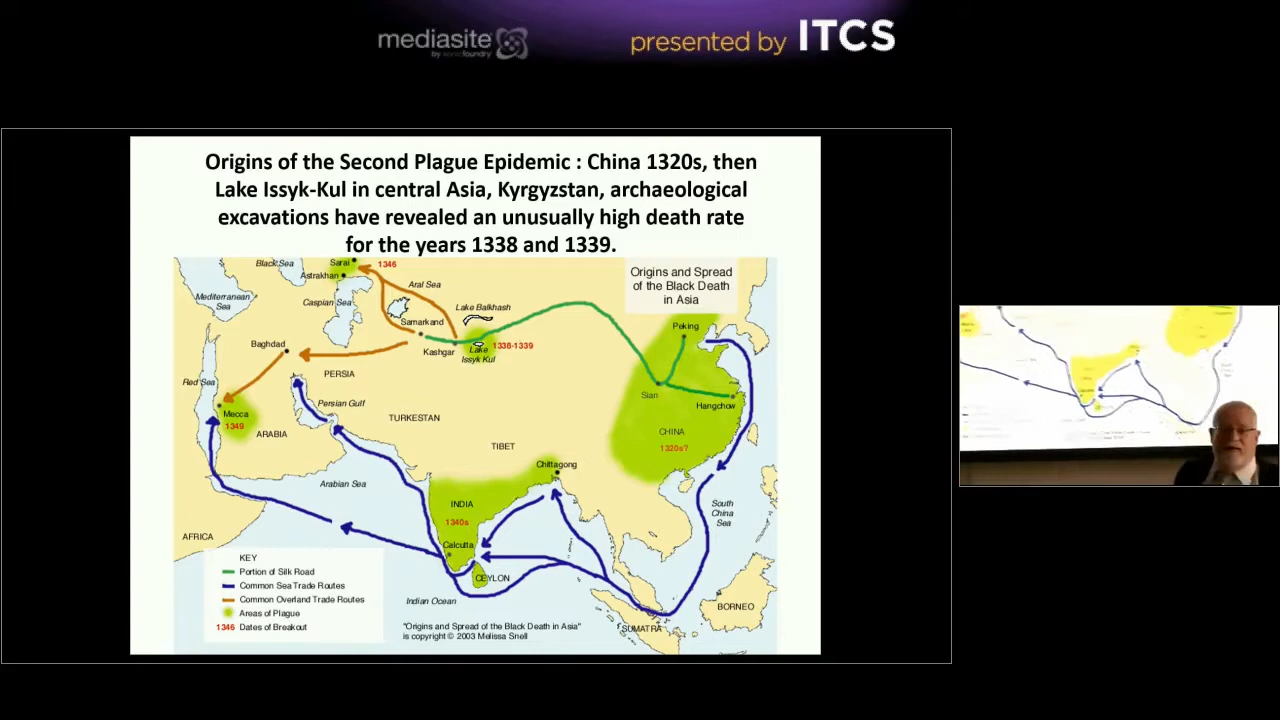 mediasite
by sonicfoundry
presented by ITCS
Origins of the Second Plague Epidemic : China 1320s, then
Lake Issyk-Kul in central Asia, Kyrgyzstan, archaeological
excavations have revealed an unusually high death rate
for the years 1338 and 1339.
Origins and Spread
of the Black Death
in Asia
Black Sea
Sarai
1346
Astrakhan
Aral Sea
Mediterranean
Sea
Caspian Sea
Lake Balkhash
Samarkand
Peking
Baghdad
Kashgar
Lake
Issyk Kul
1338-1339
Red Sea
PERSIA
Sian
Persian Gulf
Hangchow
Mecca
1349
TURKESTAN
ARABIA
CHINA
1320s?
TIBET
Chittagong
Arabian Sea
INDIA
1340s
South
China
Sea
AFRICA
Calcutta
CEYLON
Indian Ocean
BORNEO
SUMATRA
KEY
Portion of Silk Road
Common Sea Trade Routes
Common Overland Trade Routes
Areas of Plague
1346 Dates of Breakout
"Origins and Spread of the Black Death in Asia"
is copyright © 2003 Melissa Snell